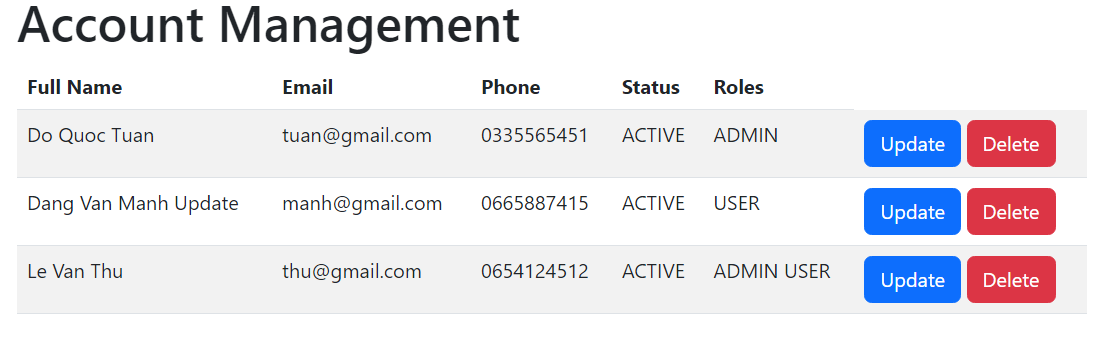 Account Management
Full Name Email Phone Status Roles
Do Quoc Tuan tuan@gmail.com 0335565451 ACTIVE ADMIN Update Delete
Dang Van Manh Update manh@gmail.com 0665887415 ACTIVE USER Update Delete
Le Van Thu thu@gmail.com 0654124512 ACTIVE ADMIN USER Update Delete